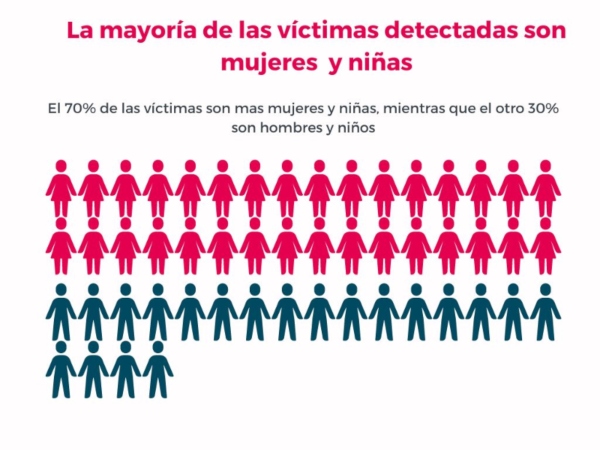 La mayoría de las víctimas detectadas son
mujeres y niñas
El 70% de las víctimas son mas mujeres y niñas, mientras que el otro 30%
son hombres y niños